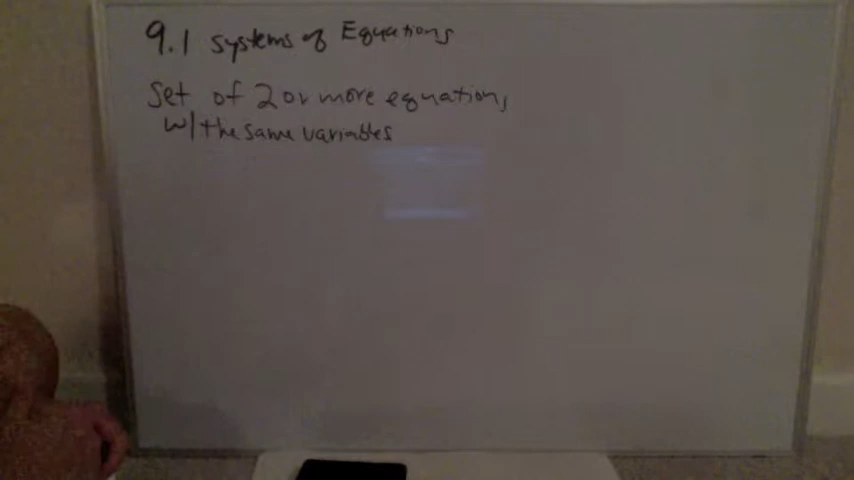 9.1 systems of Equations
Set of 2 or more equations
w/ the same variables